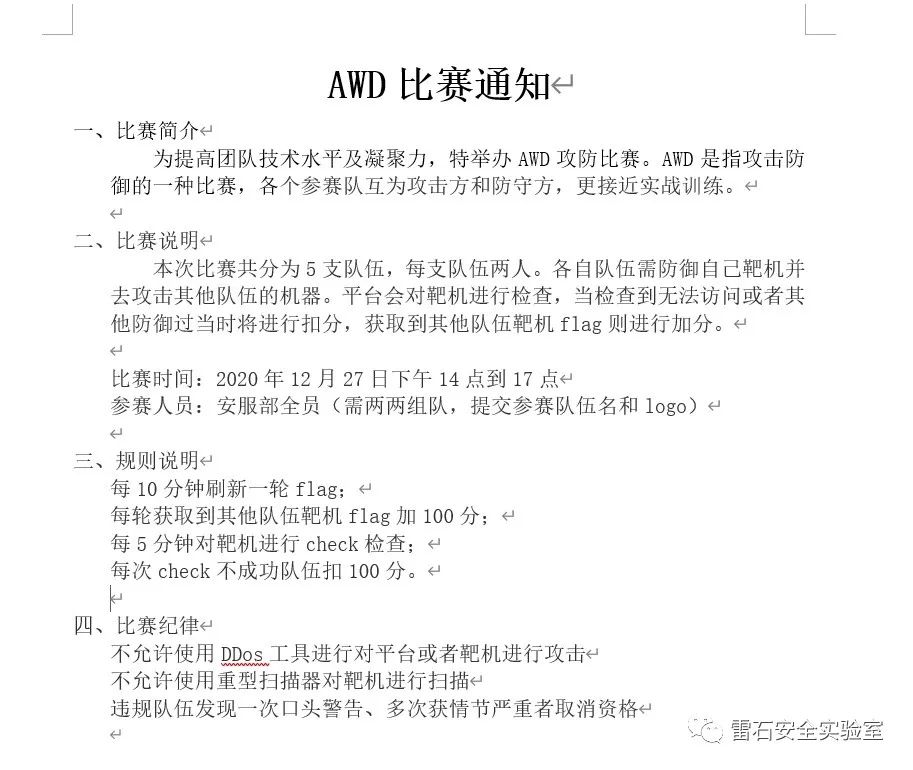 AWD 比赛通知
一、比赛简介
为提高团队技术水平及凝聚力，特举办 AWD 攻防比赛。AWD 是指攻击防
御的一种比赛，各个参赛队互为攻击方和防守方，更接近实战训练。
二、比赛说明
本次比赛共分为 5 支队伍，每支队伍两人。各自队伍需防御自己靶机并
去攻击其他队伍的机器。平台会对靶机进行检查，当检查到无法访问或者其
他防御过当时将进行扣分，获取到其他队伍靶机 flag 则进行加分。
比赛时间：2020 年 12 月 27 日下午 14 点到 17 点
参赛人员：安服部全员（需两两组队，提交参赛队伍名和 logo）
三、规则说明
每 10 分钟刷新一轮 flag；
每轮获取到其他队伍靶机 flag 加 100 分；
每 5 分钟对靶机进行 check 检查；
每次 check 不成功队伍扣 100 分。
四、比赛纪律
不允许使用 DDos 工具进行对平台或者靶机进行攻击
不允许使用重型扫描器对靶机进行扫描
违规队伍发现一次口头警告、多次获情节严重者取消资格
雷石安全实验室